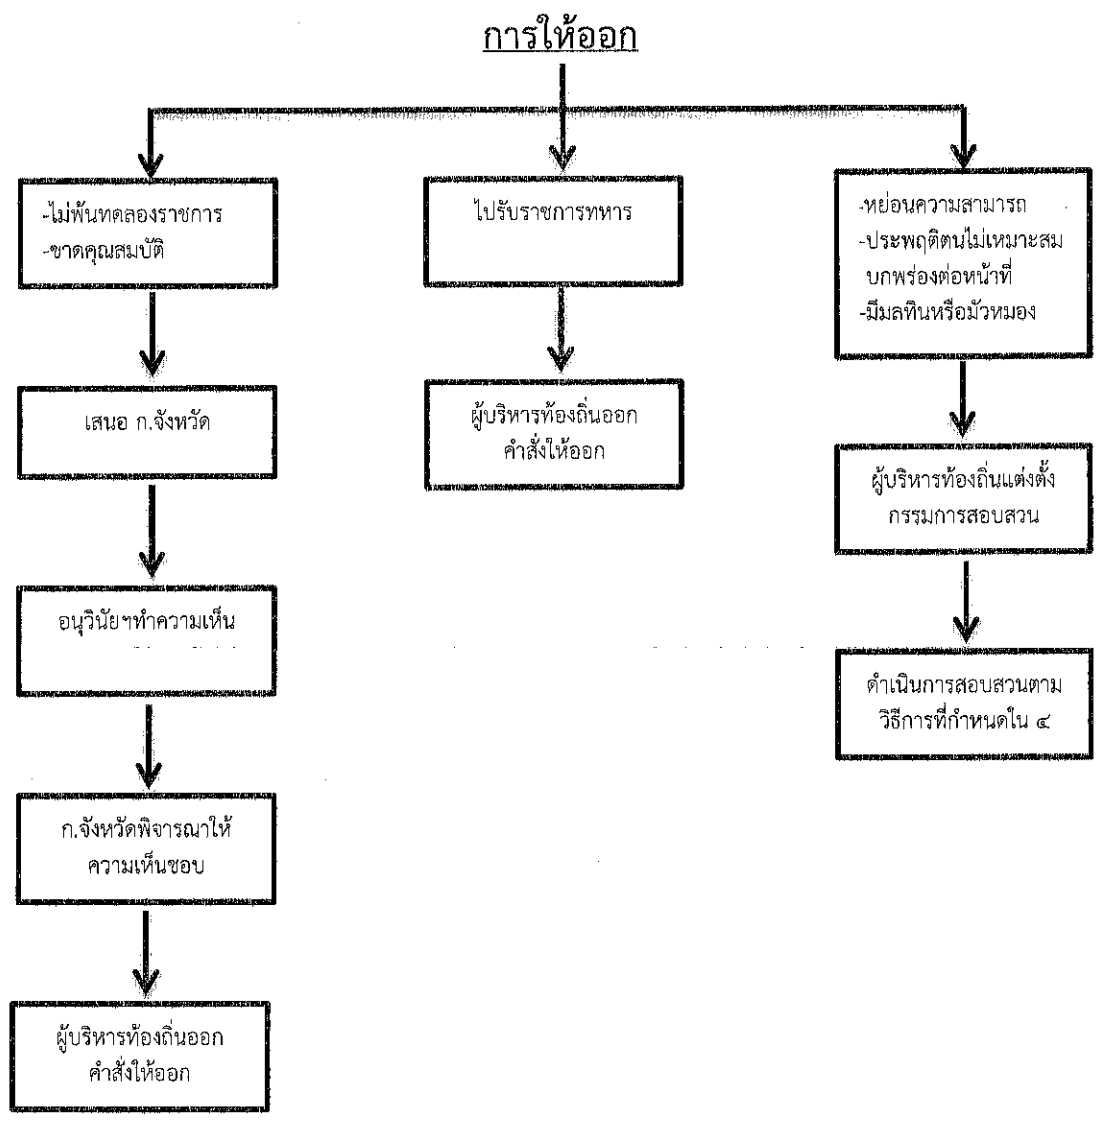 การให้ออก
-ไม่พ้นทดลองราชการ
-ขาดคุณสมบัติ
เสนอ ก.จังหวัด
อนุวินัยฯทำความเห็น
ก.จังหวัดพิจารณาให้
ความเห็นชอบ
ผู้บริหารท้องถิ่นออก
คำสั่งให้ออก
ไปรับราชการทหาร
ผู้บริหารท้องถิ่นออก
คำสั่งให้ออก
-หย่อนความสามารถ
-ประพฤติตนไม่เหมาะสม
บกพร่องต่อหน้าที่
-มีมลทินหรือมัวหมอง
ผู้บริหารท้องถิ่นแต่งตั้ง
กรรมการสอบสวน
ดำเนินการสอบสวนตาม
วิธีการที่กำหนดใน ๔